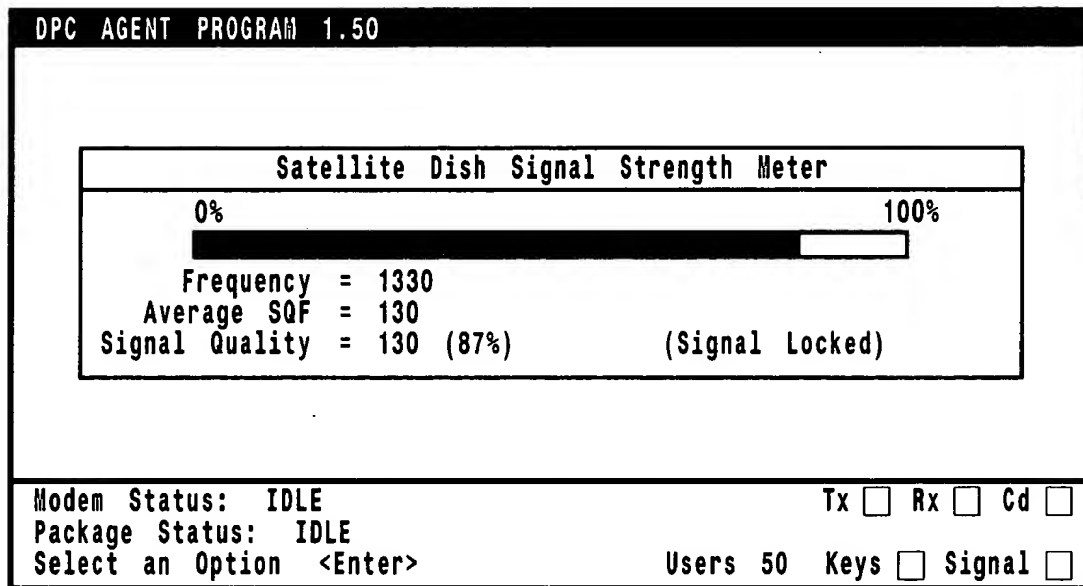 DPC AGENT PROGRAM 1.50
Satellite Dish Signal Strength Meter
0% 100%
Frequency = 1330
Average SQF = 130
Signal Quality = 130 (87%) (Signal Locked)
Modem Status: IDLE Tx Rx Cd
Package Status: IDLE
Select an Option <Enter> Users 50 Keys Signal